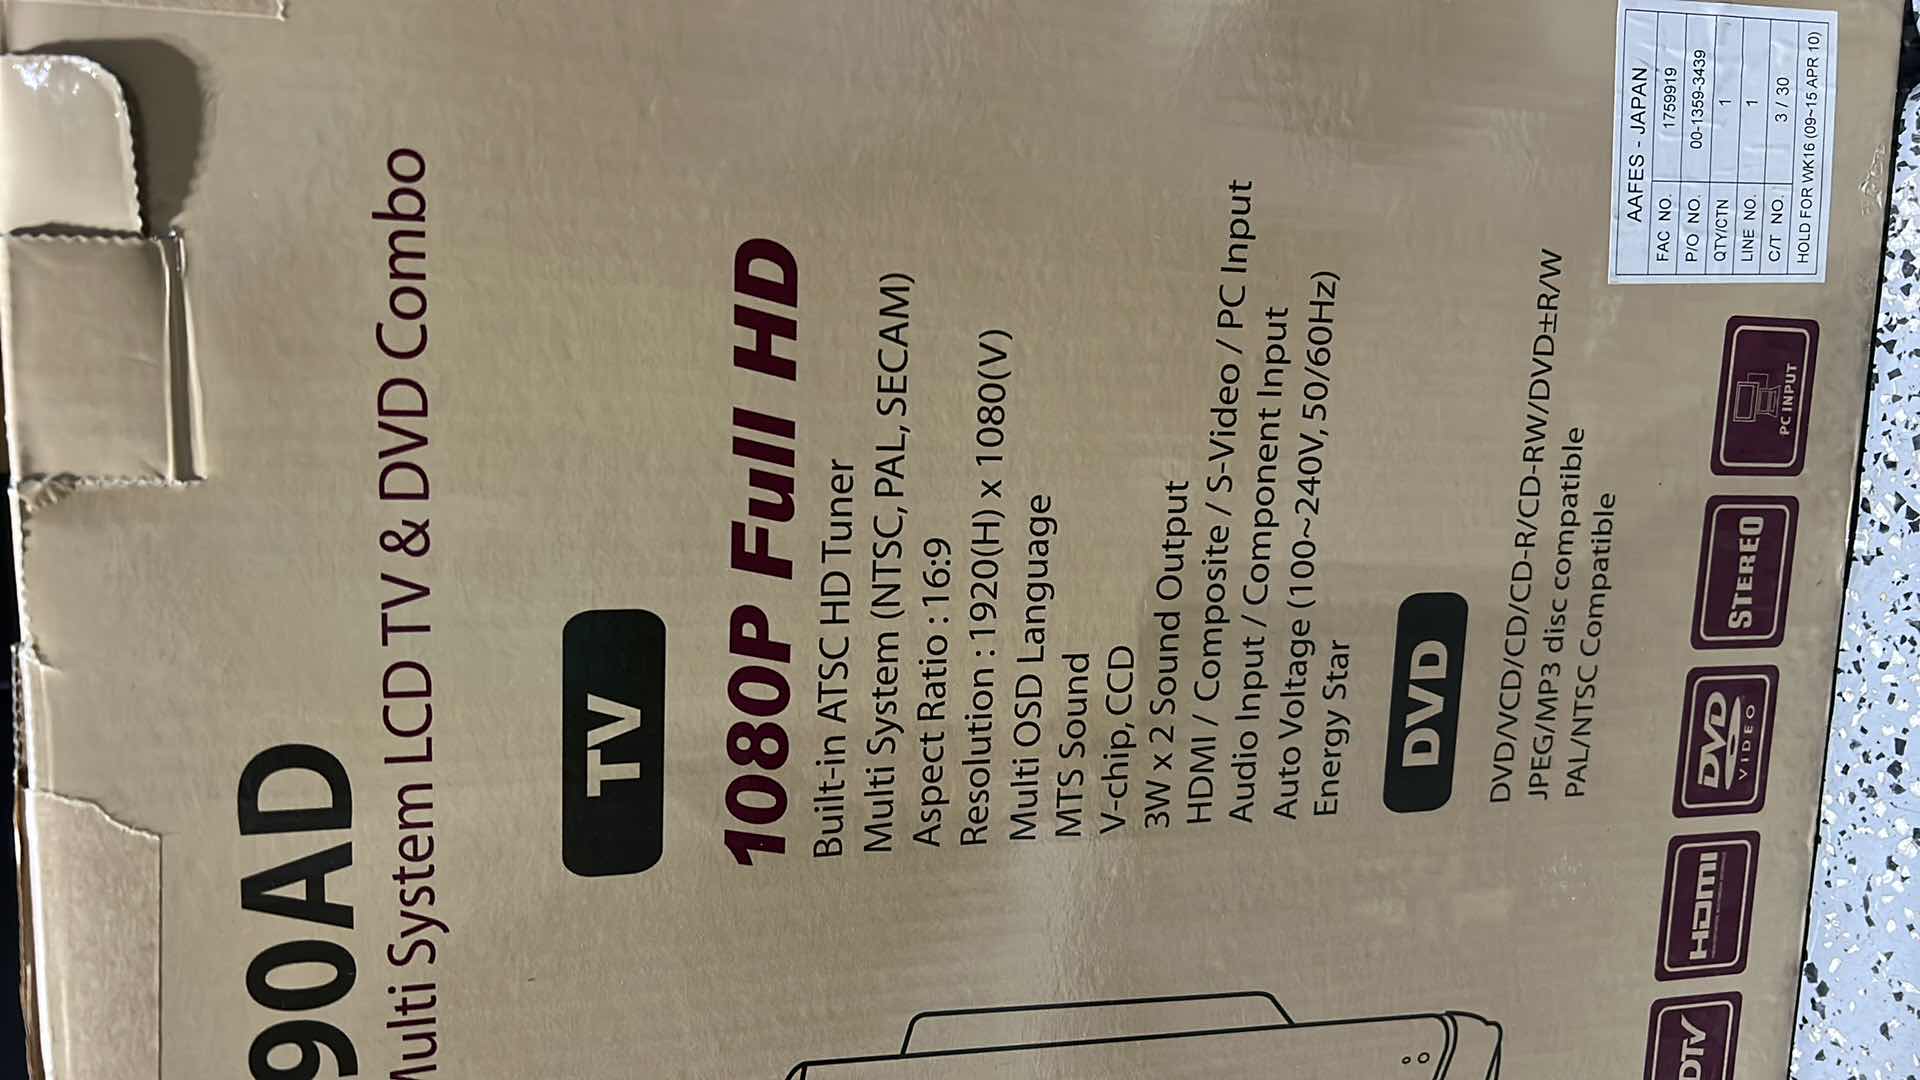 90AD
Multi System LCD TV & DVD Combo
TV
1080P Full HD
Built-in ATSC HD Tuner
Multi System (NTSC, PAL, SECAM)
Aspect Ratio : 16:9
Resolution : 1920(H) x 1080(V)
Multi OSD Language
MTS Sound
V-chip, CCD
3W x 2 Sound Output
HDMI / Composite / S-Video / PC Input
Audio Input / Component Input
Auto Voltage (100~240V, 50/60Hz)
Energy Star
DVD
DVD/VCD/CD/CD-R/CD-RW/DVD±R/W
JPEG/MP3 disc compatible
PAL/NTSC Compatible
DTV
HDMI
DVD
VIDEO
STEREO
PC INPUT
AAFES - JAPAN
FAC NO. 1759919
P/O NO. 00-1359-3439
QTY/CTN 1
LINE NO. 1
C/T NO. 3 / 30
HOLD FOR WK16 (09~15 APR 10)